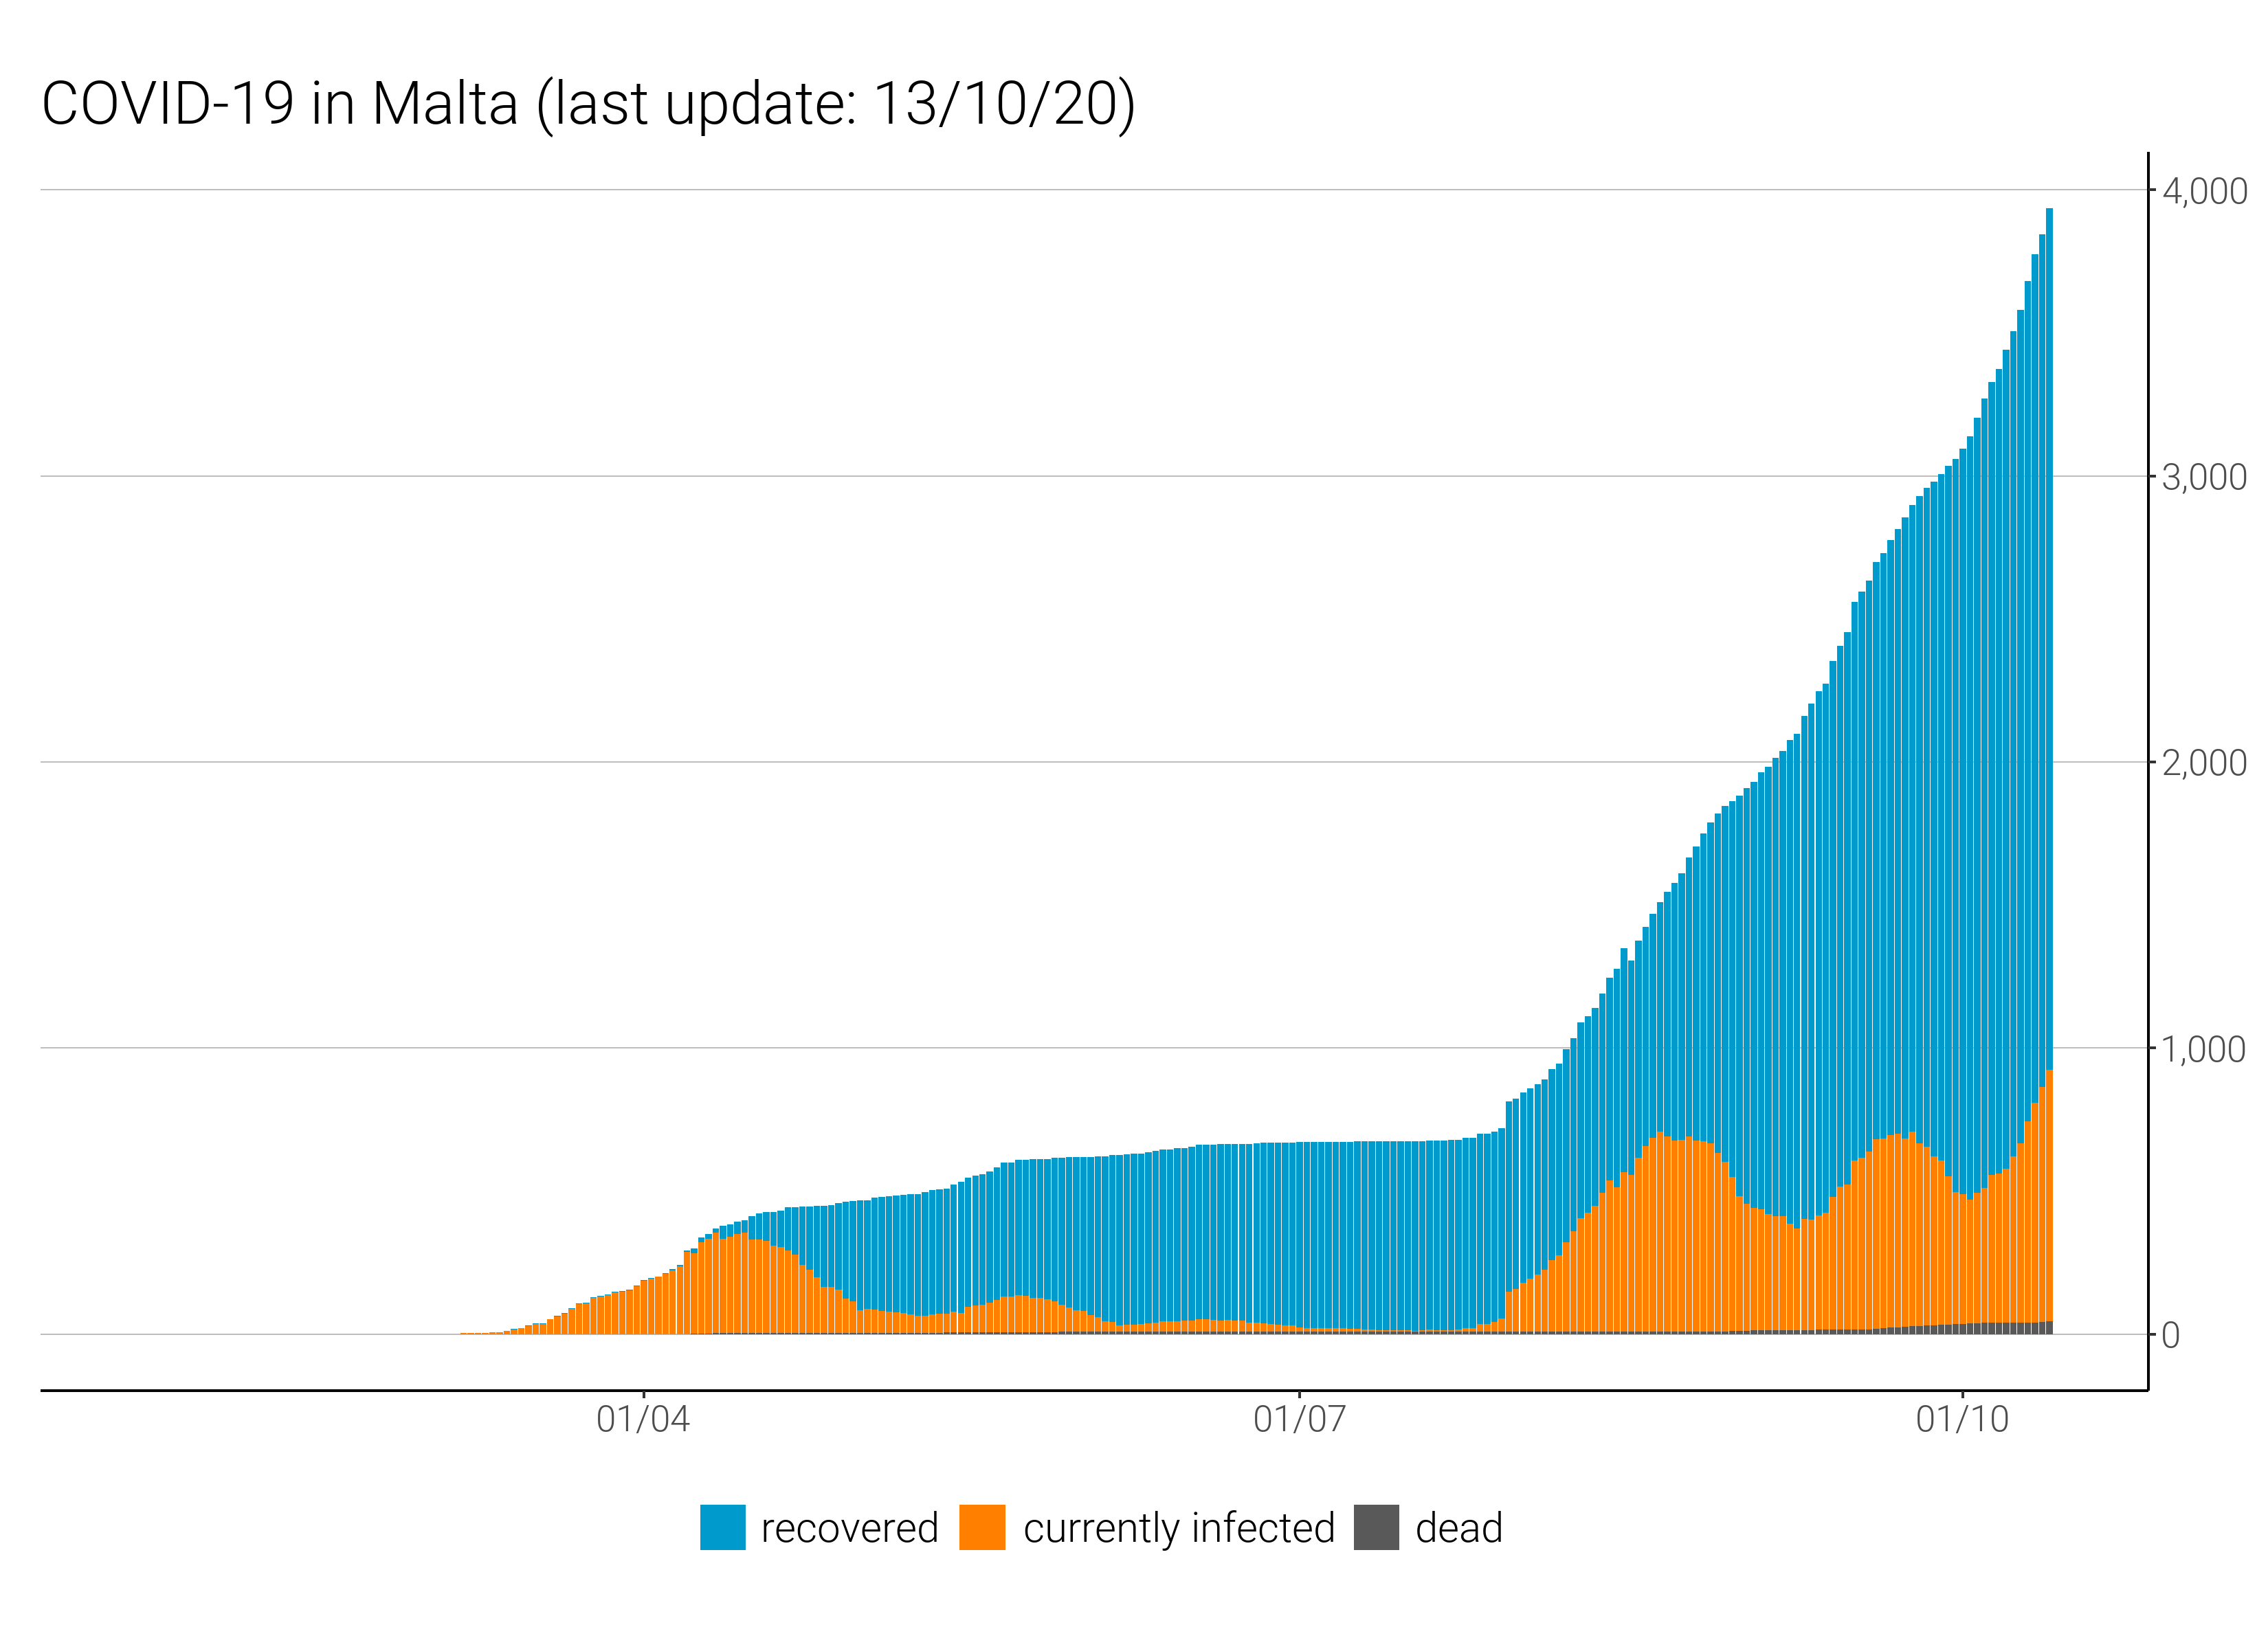 COVID-19 in Malta (last update: 13/10/20)
4,000
3,000
2,000
1,000
0
01/04 01/07 01/10
recovered currently infected dead